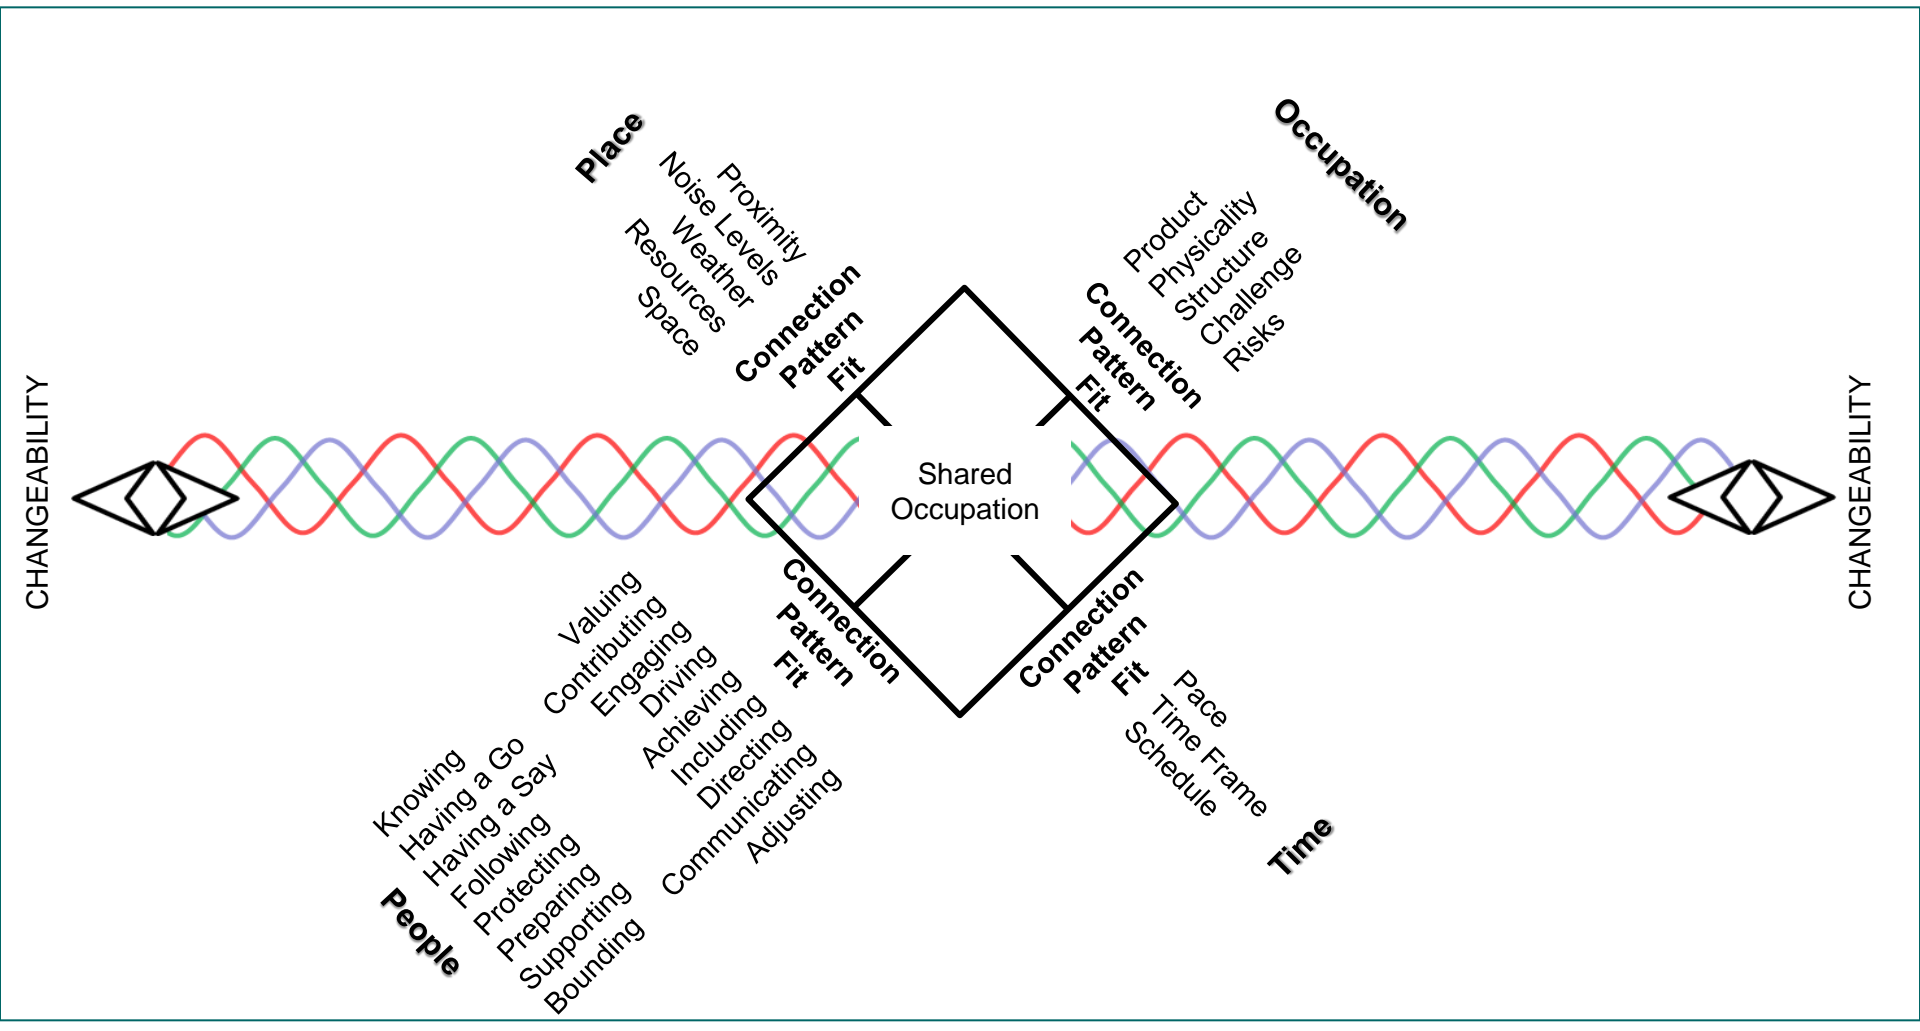 Place
Proximity
Noise Levels
Weather
Resources
Space
Connection
Pattern
Fit
Occupation
Product
Physicality
Structure
Challenge
Risks
Connection
Pattern
Fit
CHANGEABILITY
Shared
Occupation
CHANGEABILITY
Connection
Pattern
Fit
Valuing
Contributing
Engaging
Driving
Achieving
Including
Directing
Communicating
Adjusting
Knowing
Having a Go
Having a Say
Following
Protecting
Preparing
Supporting
Bounding
People
Connection
Pattern
Fit
Pace
Time Frame
Schedule
Time